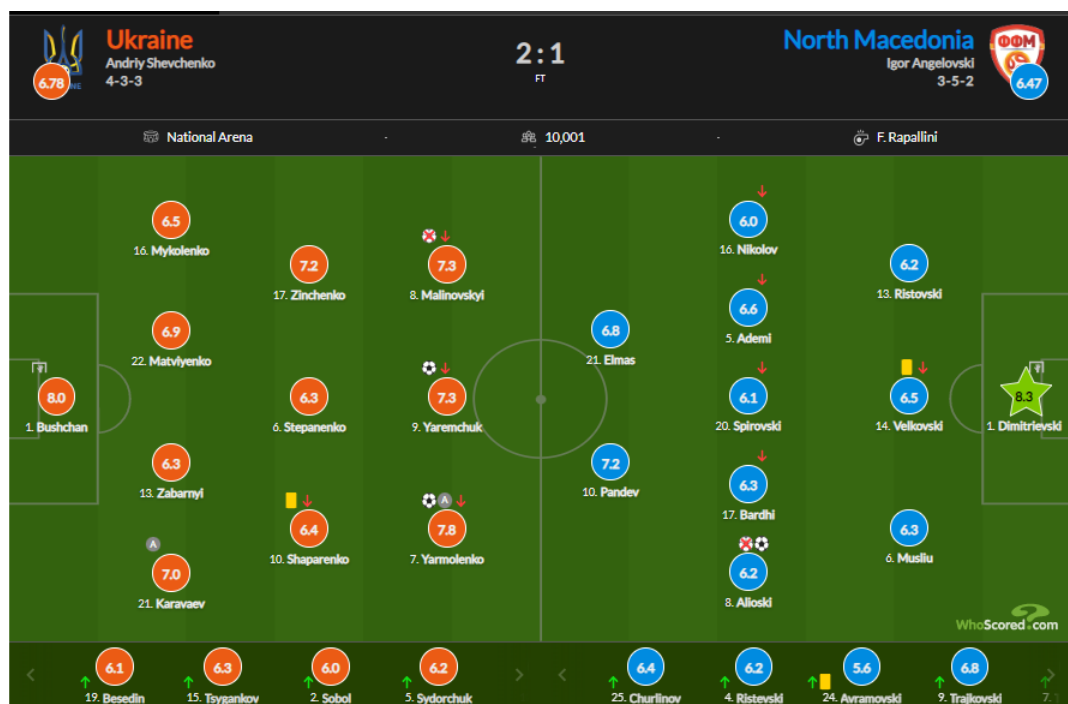 Ukraine
Andriy Shevchenko
4-3-3
6.78
2 : 1
FT
North Macedonia
Igor Angelovski
3-5-2
ФФМ
6.47
National Arena
-
10,001
-
F. Rapallini
6.5
16. Mykolenko
7.2
17. Zinchenko
7.3
8. Malinovskyi
6.9
22. Matviyenko
8.0
1. Bushchan
6.3
6. Stepanenko
7.3
9. Yaremchuk
6.3
13. Zabarnyi
A
7.0
21. Karavaev
6.4
10. Shaparenko
A
7.8
7. Yarmolenko
6.8
21. Elmas
7.2
10. Pandev
6.0
16. Nikolov
6.6
5. Ademi
6.1
20. Spirovski
6.3
17. Bardhi
6.2
8. Alioski
6.2
13. Ristovski
6.5
14. Velkovski
6.3
6. Musliu
8.3
1. Dimitrievski
WhoScored.com
6.1
19. Besedin
6.3
15. Tsygankov
6.0
2. Sobol
6.2
5. Sydorchuk
6.4
25. Churlinov
6.2
4. Ristevski
5.6
24. Avramovski
6.8
9. Trajkovski